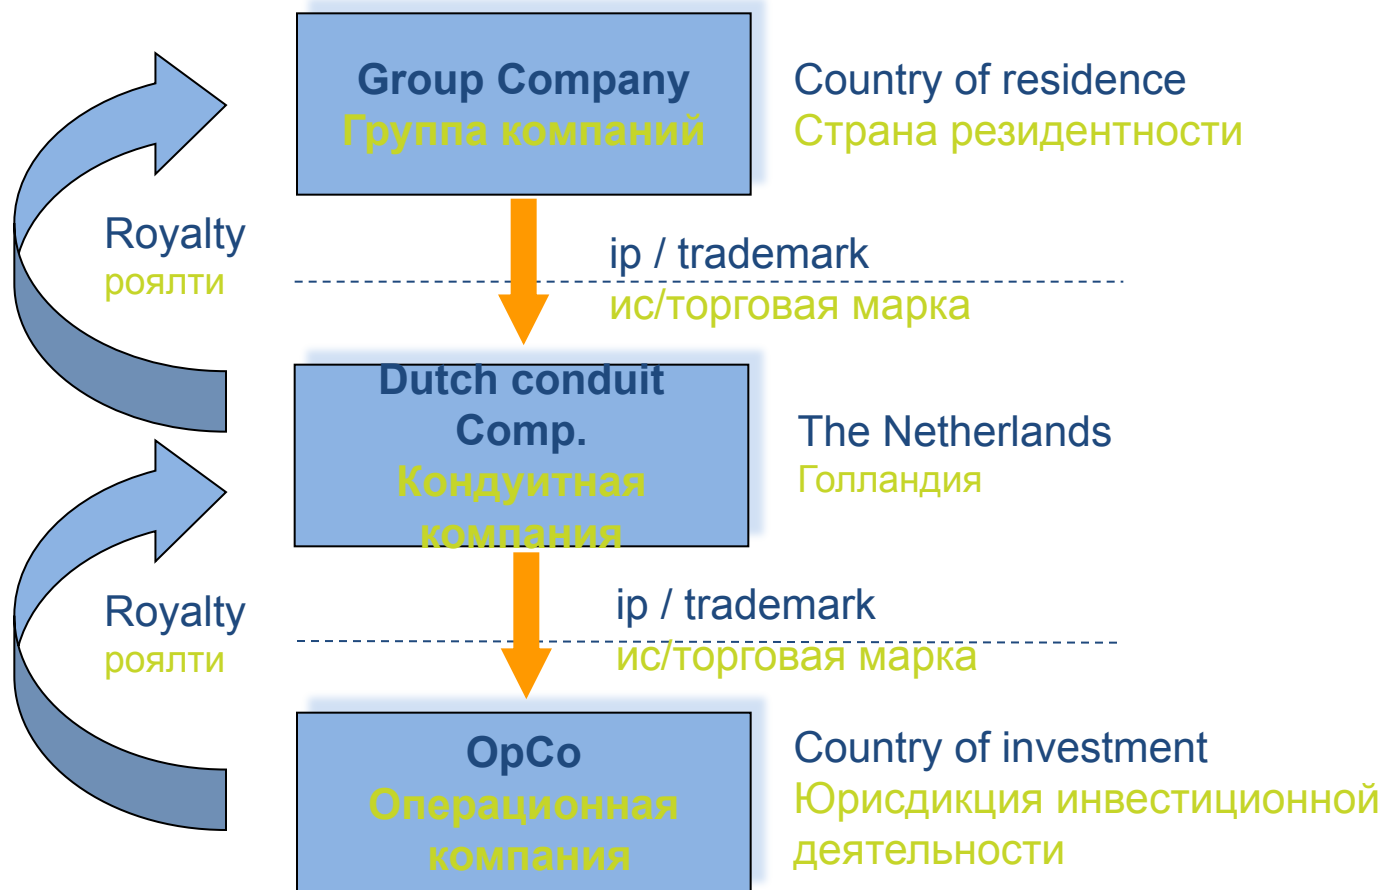 Group Company
Группа компаний
Country of residence
Страна резидентности
Royalty
роялти
ip / trademark
ис/торговая марка
Dutch conduit
Comp.
Кондуитная
компания
The Netherlands
Голландия
Royalty
роялти
ip / trademark
ис/торговая марка
OpCo
Операционная
компания
Country of investment
Юрисдикция инвестиционной
деятельности